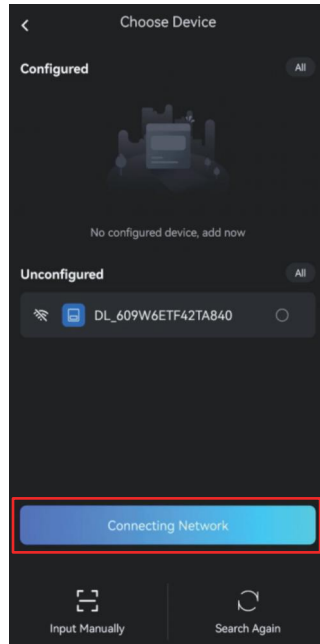 Choose Device
Configured
All
No configured device, add now
Unconfigured
All
DL_609W6ETF42TA840
Connecting Network
Input Manually
Search Again